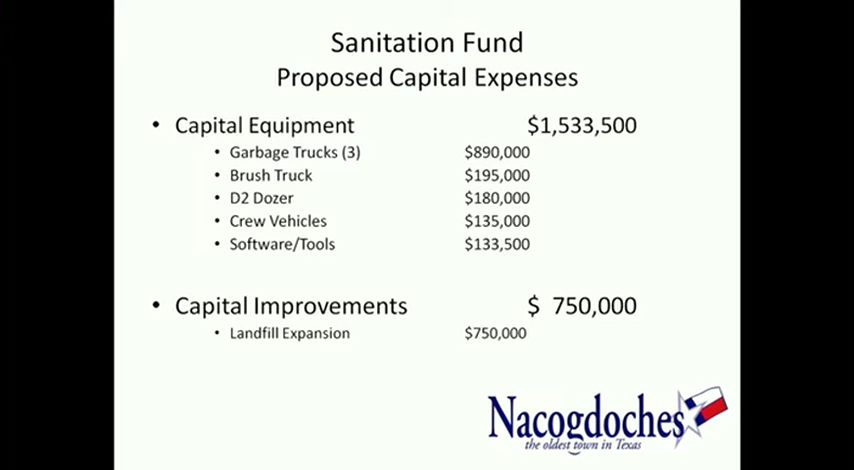 Sanitation Fund
Proposed Capital Expenses
• Capital Equipment $1,533,500
• Garbage Trucks (3) $890,000
• Brush Truck $195,000
• D2 Dozer $180,000
• Crew Vehicles $135,000
• Software/Tools $133,500
• Capital Improvements $ 750,000
• Landfill Expansion $750,000
Nacogdoches
the oldest town in Texas